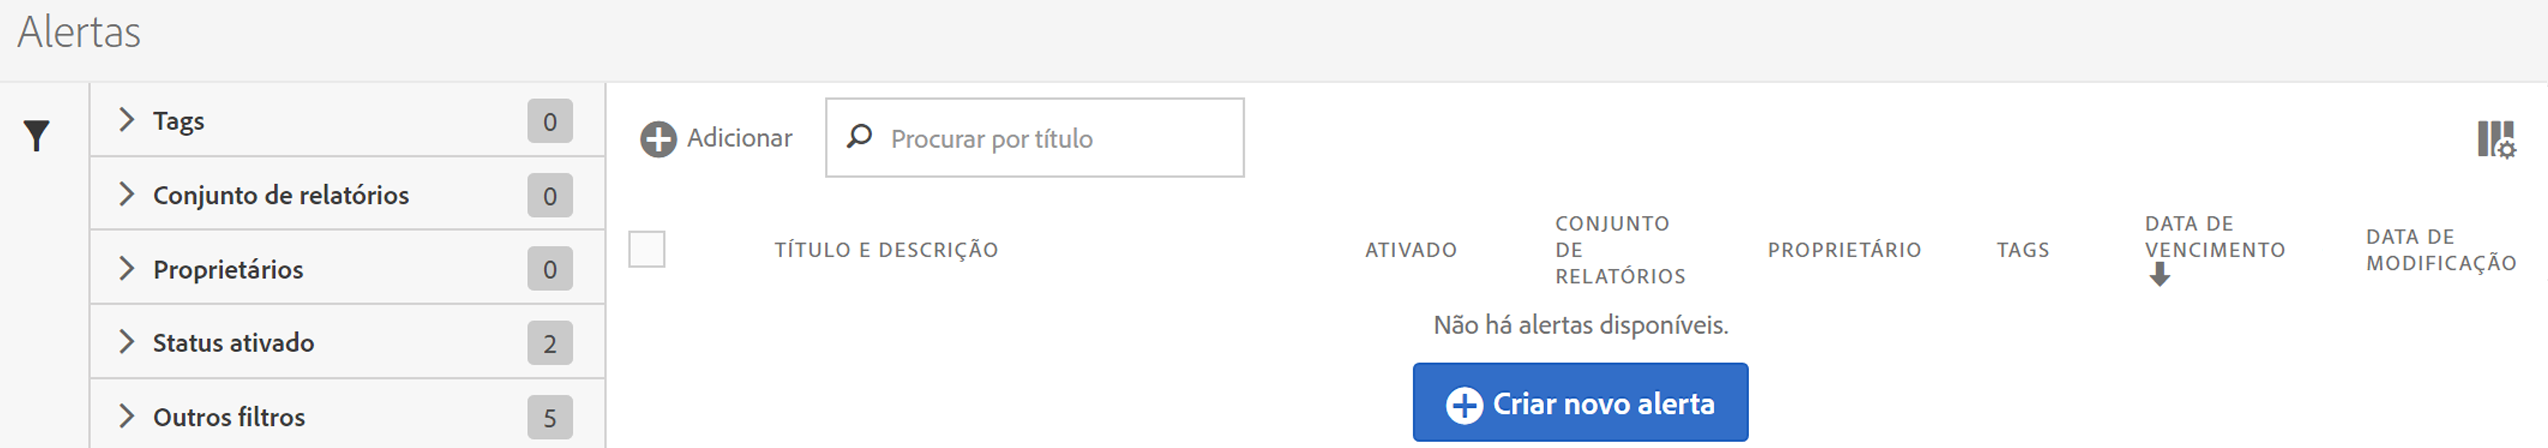 Alertas
Tags 0
Conjunto de relatórios 0
Proprietários 0
Status ativado 2
Outros filtros 5
Adicionar
Procurar por título
TÍTULO E DESCRIÇÃO
ATIVADO
CONJUNTO
DE
RELATÓRIOS
PROPRIETÁRIO
TAGS
DATA DE
VENCIMENTO
DATA DE
MODIFICAÇÃO
Não há alertas disponíveis.
Criar novo alerta